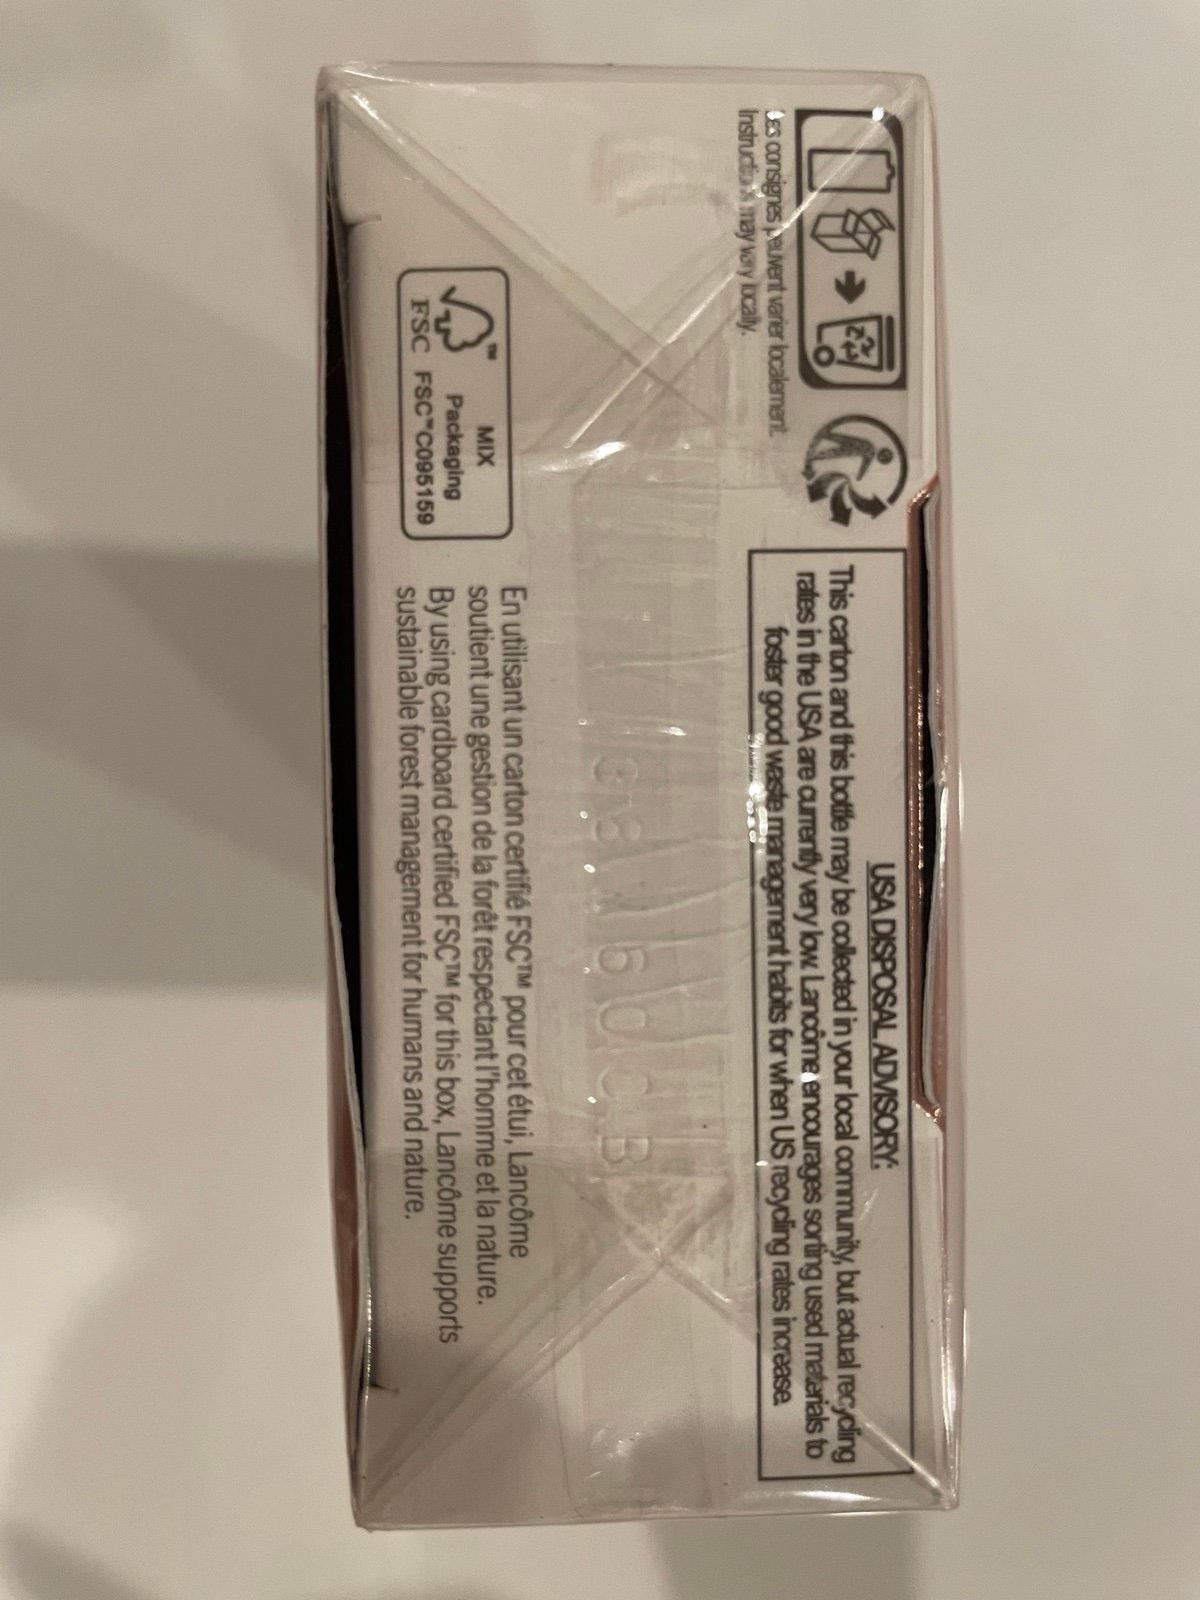 USA DISPOSAL ADVISORY:
This carton and this bottle may be collected in your local community, but actual recycling
rates in the USA are currently very low. Lancôme encourages sorting used materials to
foster good waste management habits for when US recycling rates increase.
Les consignes peuvent varier localement.
Instructions may vary locally.
FSC™
MIX
Packaging
FSC™ C095159
En utilisant un carton certifié FSC™ pour cet étui, Lancôme
soutient une gestion de la forêt respectant l'homme et la nature.
By using cardboard certified FSC™ for this box, Lancôme supports
sustainable forest management for humans and nature.